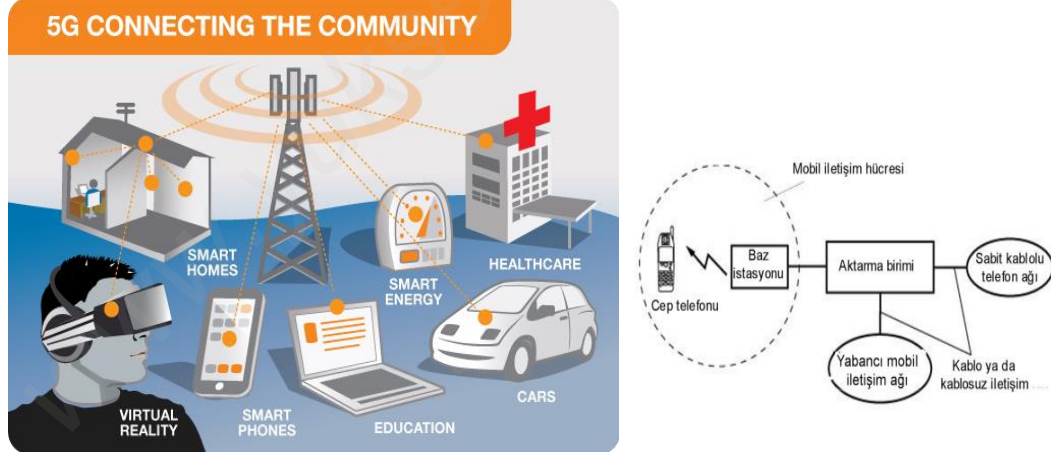 5G CONNECTING THE COMMUNITY
SMART
HOMES
SMART
ENERGY
HEALTHCARE
VIRTUAL
REALITY
SMART
PHONES
EDUCATION
CARS
Mobil iletişim hücresi
Cep telefonu
Baz
istasyonu
Aktarma birimi
Sabit kablolu
telefon ağı
Yabancı mobil
iletişim ağı
Kablo ya da
kablosuz iletişim